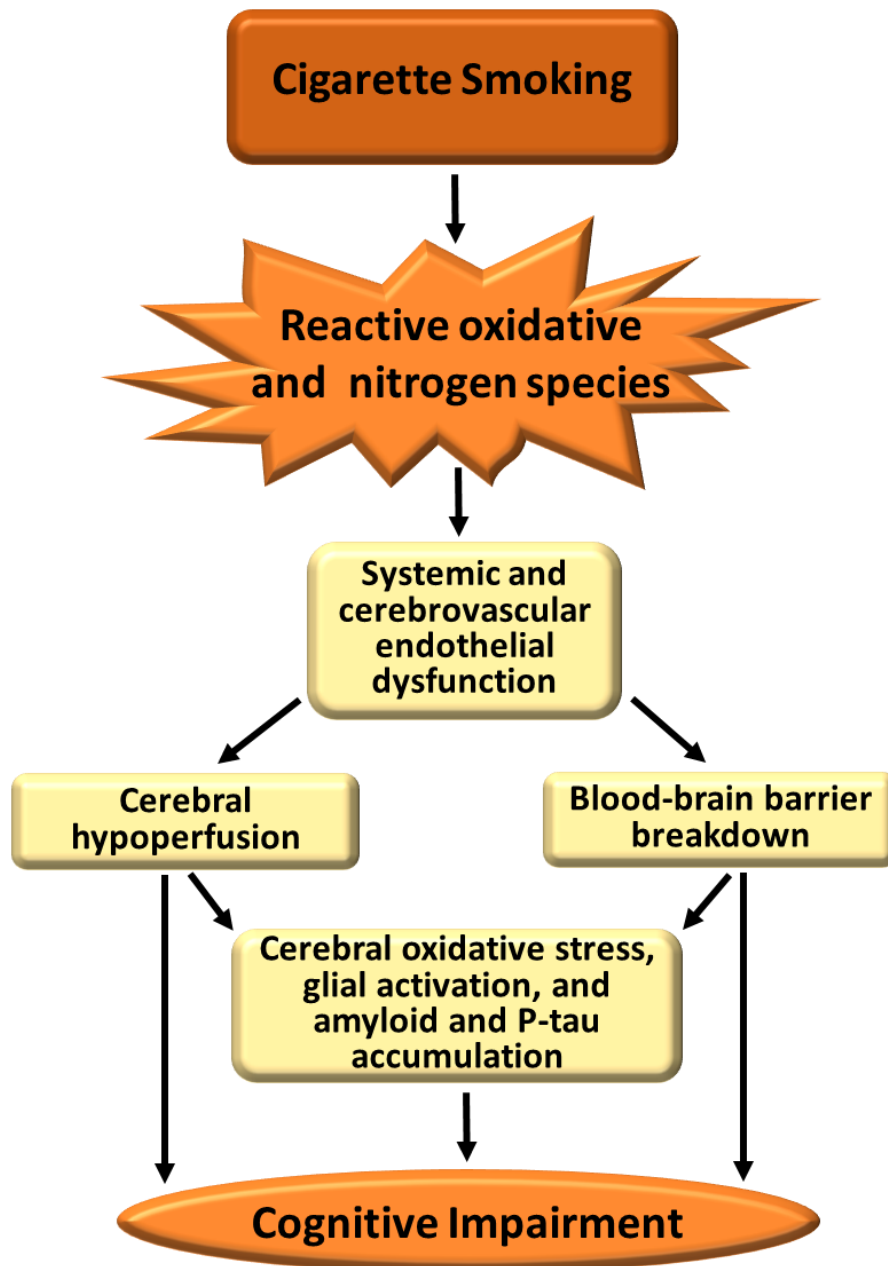 Cigarette Smoking
Reactive oxidative
and nitrogen species
Systemic and
cerebrovascular
endothelial
dysfunction
Cerebral
hypoperfusion
Blood-brain barrier
breakdown
Cerebral oxidative stress,
glial activation, and
amyloid and P-tau
accumulation
Cognitive Impairment